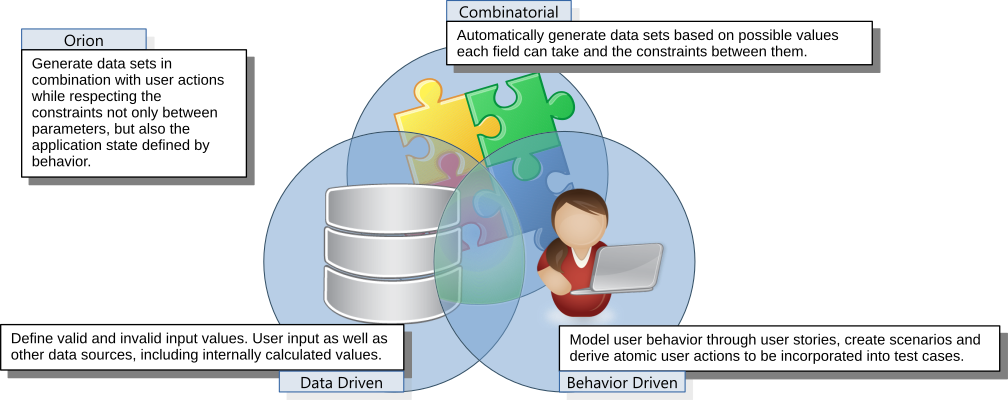 Combinatorial
Automatically generate data sets based on possible values
each field can take and the constraints between them.
Orion
Generate data sets in
combination with user actions
while respecting the
constraints not only between
parameters, but also the
application state defined by
behavior.
Define valid and invalid input values. User input as well as
other data sources, including internally calculated values.
Data Driven
Model user behavior through user stories, create scenarios and
derive atomic user actions to be incorporated into test cases.
Behavior Driven